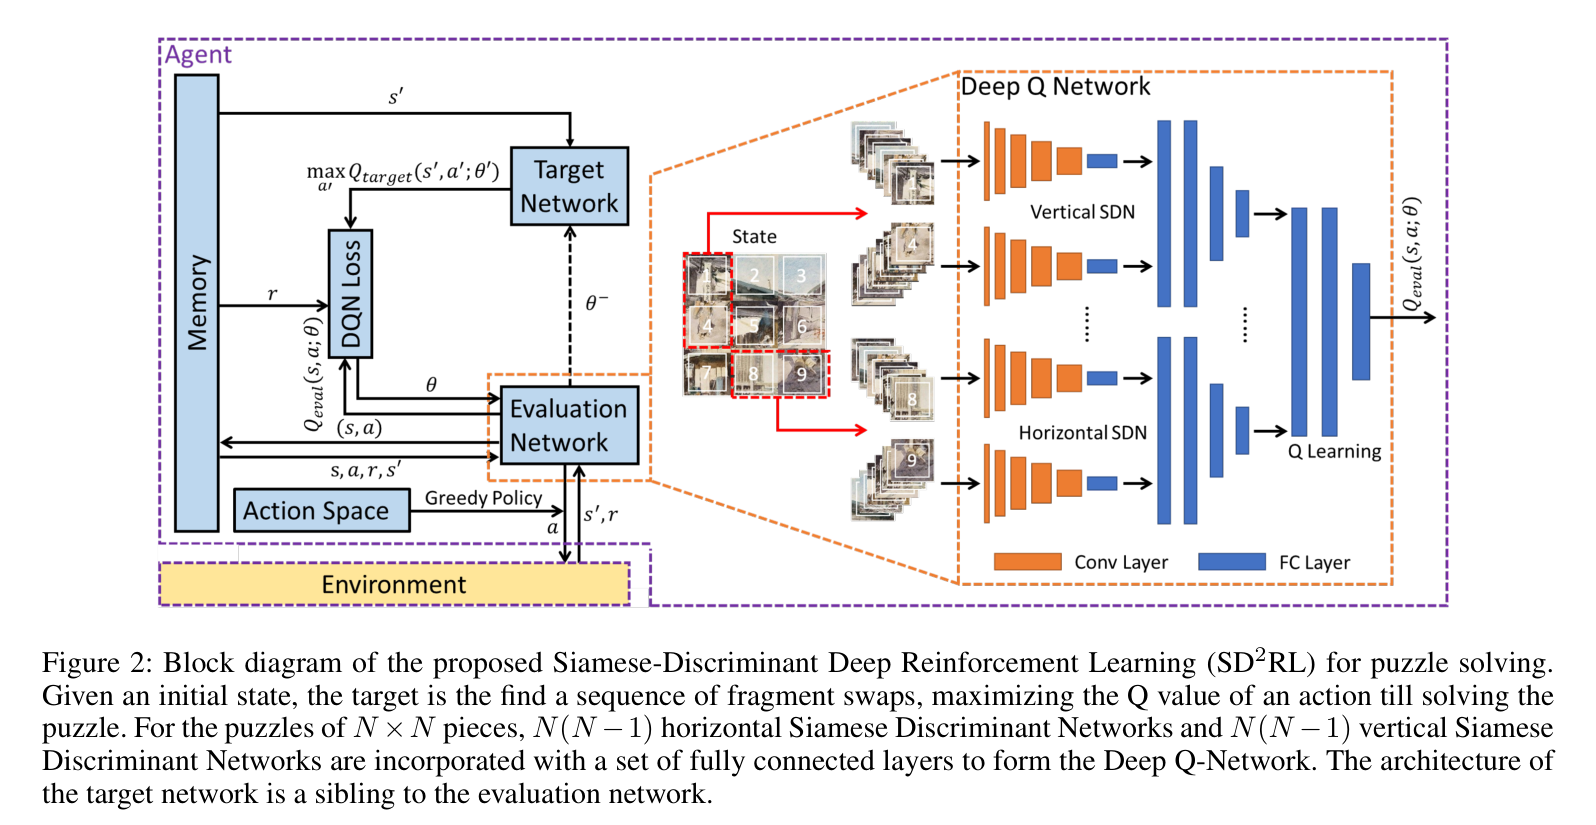 Agent
Memory
s′
max Q_target(s′, a′; θ′)
a′
Target
Network
DQN Loss
r
θ⁻
Q_eval(s, a; θ)
θ
(s, a)
s, a, r, s′
Evaluation
Network
Action Space
Greedy Policy
a
s′, r
Environment
State
1 2 3
4 5 6
7 8 9
1
4
8
9
Deep Q Network
Vertical SDN
Horizontal SDN
Q Learning
Q_eval(s, a; θ)
Conv Layer
FC Layer
Figure 2: Block diagram of the proposed Siamese-Discriminant Deep Reinforcement Learning (SD²RL) for puzzle solving.
Given an initial state, the target is the find a sequence of fragment swaps, maximizing the Q value of an action till solving the
puzzle. For the puzzles of N × N pieces, N(N − 1) horizontal Siamese Discriminant Networks and N(N − 1) vertical Siamese
Discriminant Networks are incorporated with a set of fully connected layers to form the Deep Q-Network. The architecture of
the target network is a sibling to the evaluation network.